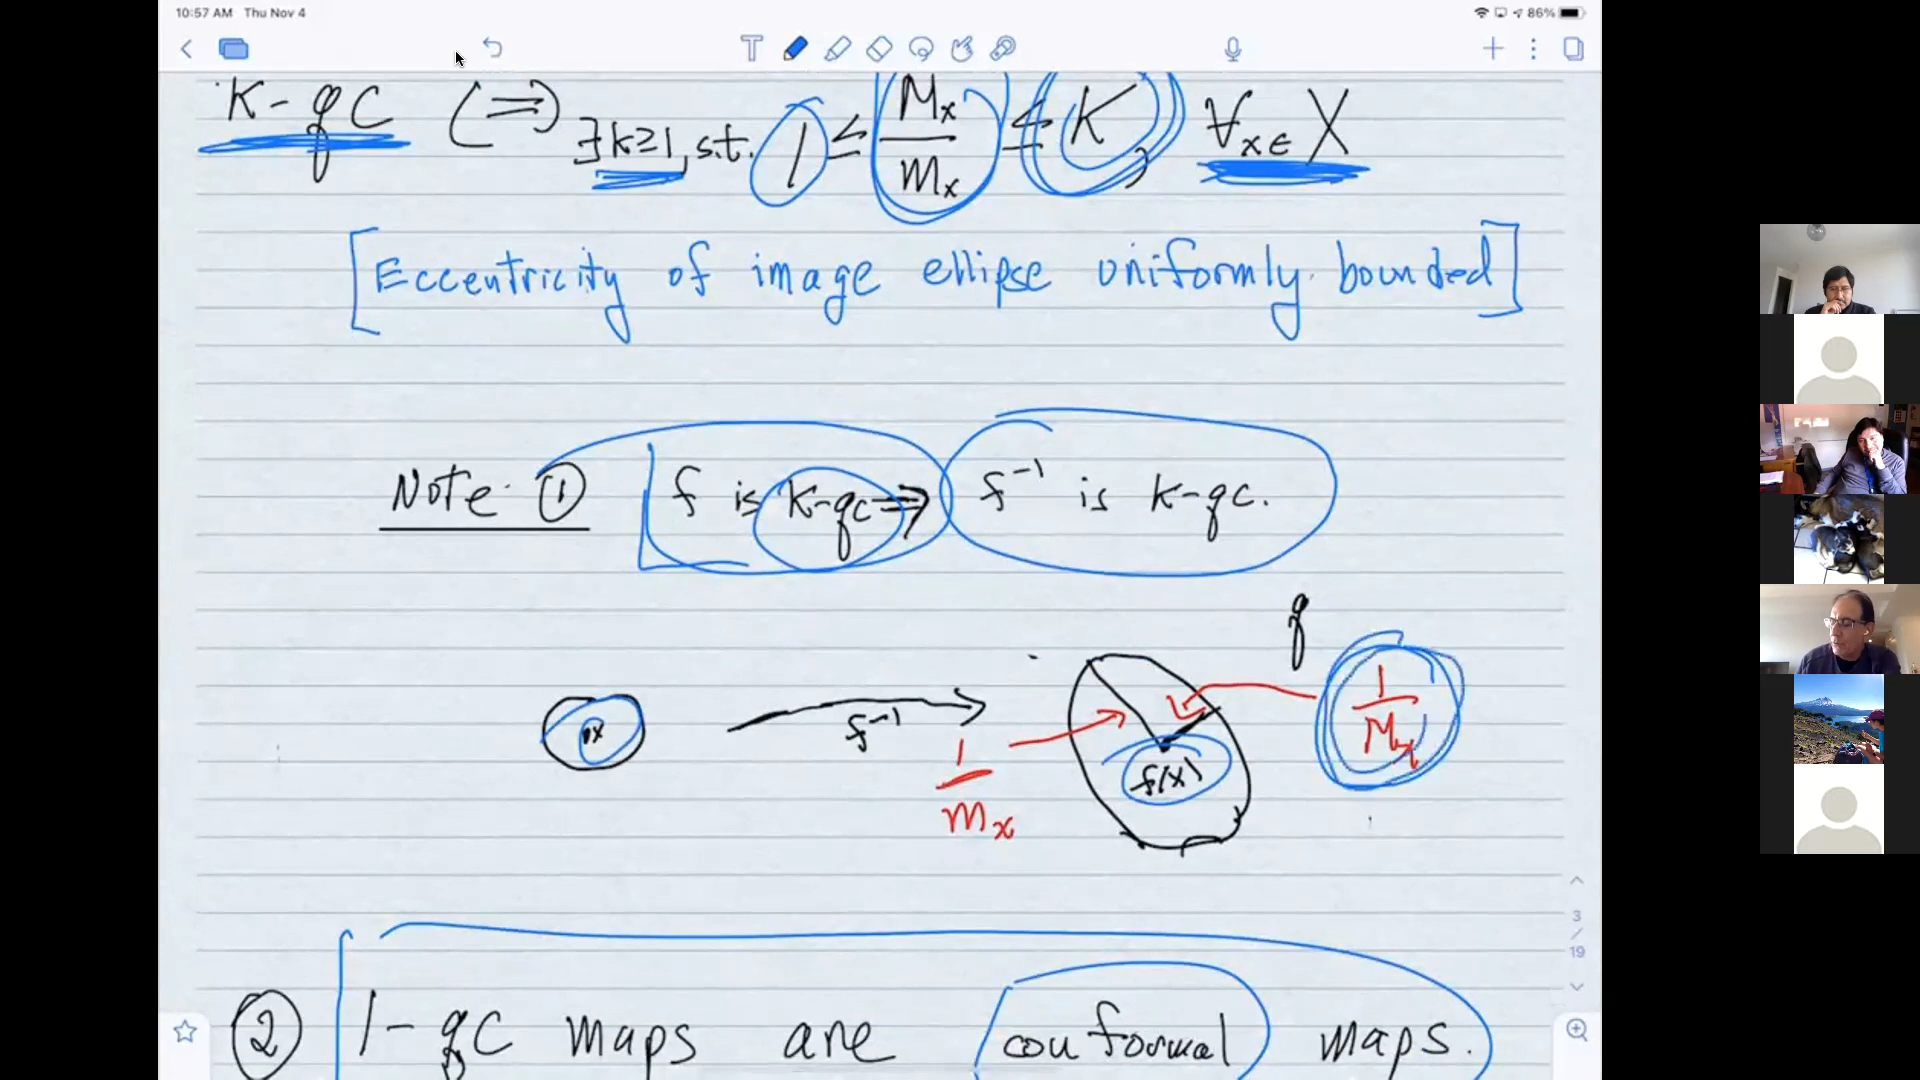 10:57 AM Thu Nov 4
86%
K-qc (⇒) ∃k≥1, s.t. 1 ≤ Mx/mx ≤ K, ∀x∈X
[Eccentricity of image ellipse uniformly bounded]
Note ① f is K-qc ⇒ f⁻¹ is K-qc.
x f⁻¹ 1/mx f(x) 1/Mx
3
/
19
② 1-qc maps are conformal maps.